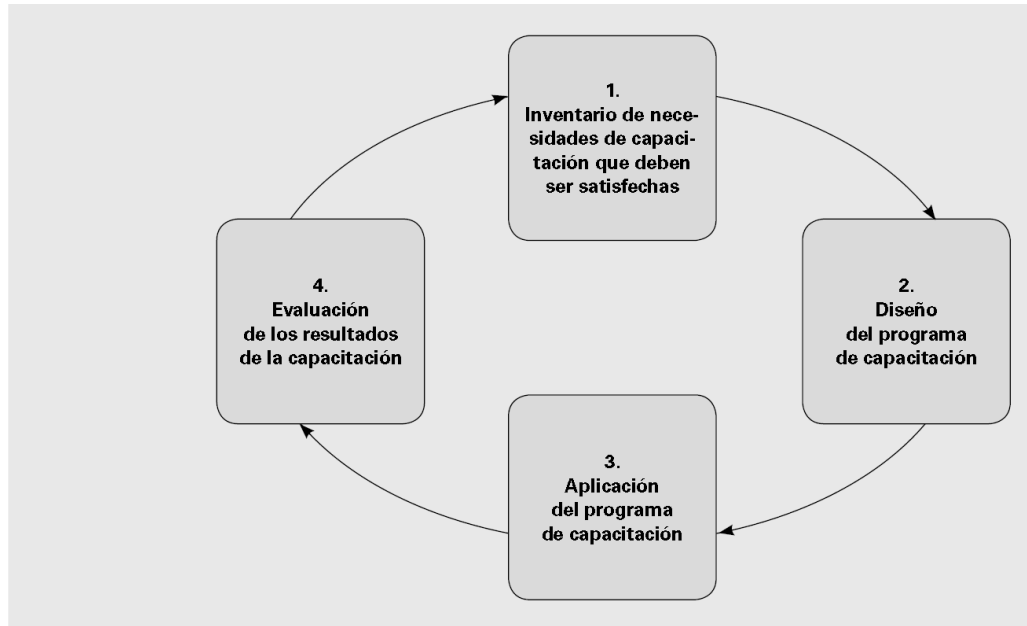 1.
Inventario de nece-
sidades de capaci-
tación que deben
ser satisfechas
2.
Diseño
del programa
de capacitación
3.
Aplicación
del programa
de capacitación
4.
Evaluación
de los resultados
de la capacitación